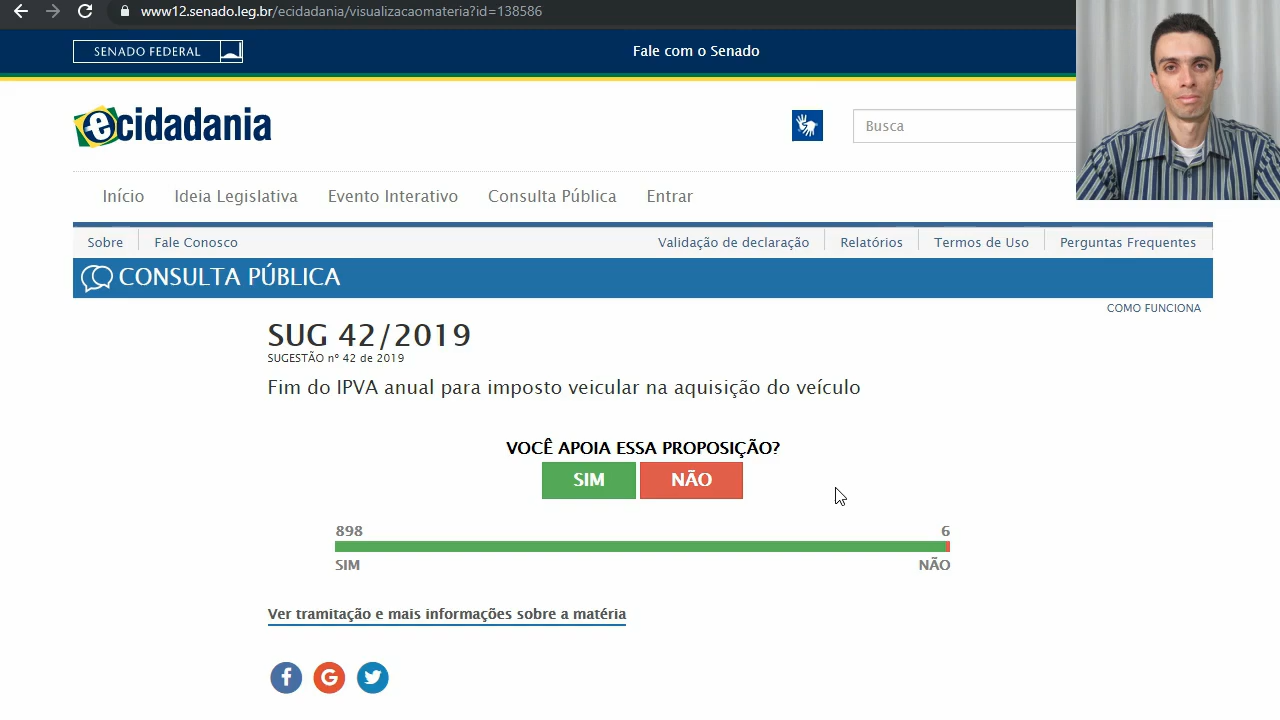 www12.senado.leg.br/ecidadania/visualizacaomateria?id=138586
SENADO FEDERAL
Fale com o Senado
ecidadania
Busca
Início Ideia Legislativa Evento Interativo Consulta Pública Entrar
Sobre Fale Conosco Validação de declaração Relatórios Termos de Uso Perguntas Frequentes
CONSULTA PÚBLICA
COMO FUNCIONA
SUG 42/2019
SUGESTÃO nº 42 de 2019
Fim do IPVA anual para imposto veicular na aquisição do veículo
VOCÊ APOIA ESSA PROPOSIÇÃO?
SIM NÃO
898 6
SIM NÃO
Ver tramitação e mais informações sobre a matéria
f G